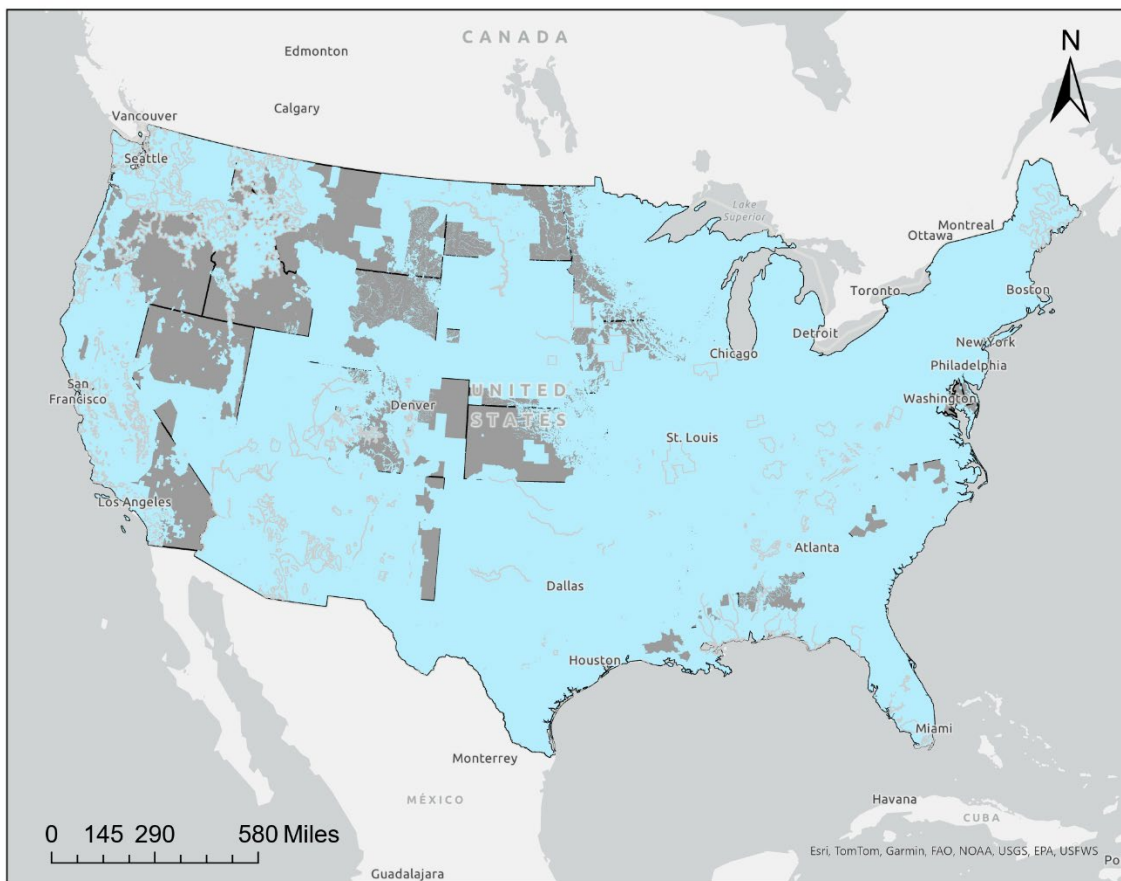 CANADA
Edmonton
N
Calgary
Vancouver
Seattle
Lake
Superior
Montreal
Ottawa
Toronto
Boston
Detroit
Chicago
New York
Philadelphia
San
Francisco
UNITED
STATES
Denver
Washington
St. Louis
Los Angeles
Atlanta
Dallas
Houston
Miami
Monterrey
MÉXICO
Havana
CUBA
0 145 290 580 Miles
Esri, TomTom, Garmin, FAO, NOAA, USGS, EPA, USFWS
Po
Guadalajara